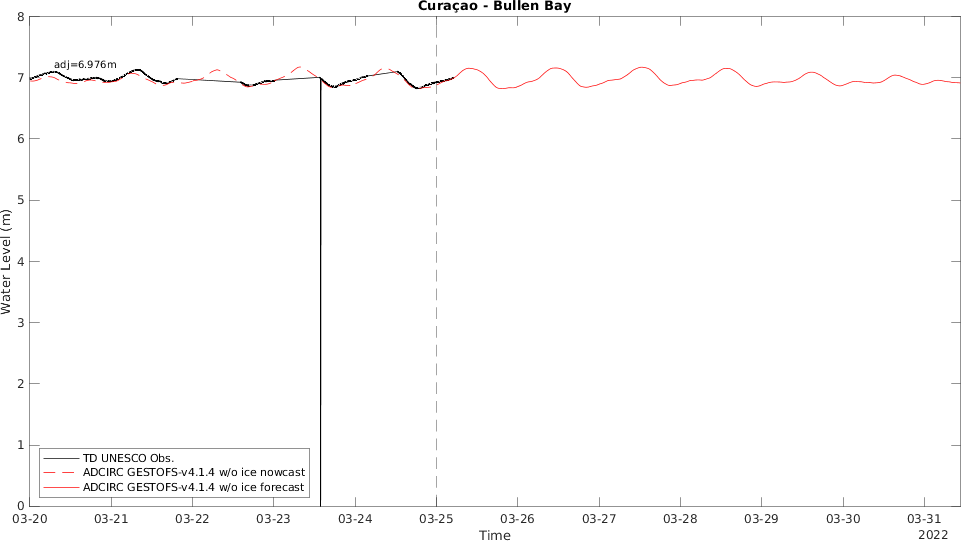 Curaçao - Bullen Bay
8
adj=6.976m
7
6
5
4
3
2
1
0
Water Level (m)
TD UNESCO Obs.
ADCIRC GESTOFS-v4.1.4 w/o ice nowcast
ADCIRC GESTOFS-v4.1.4 w/o ice forecast
03-20 03-21 03-22 03-23 03-24 03-25 03-26 03-27 03-28 03-29 03-30 03-31
Time
2022